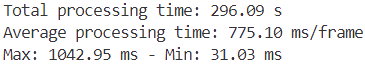 Total processing time: 296.09 s
Average processing time: 775.10 ms/frame
Max: 1042.95 ms - Min: 31.03 ms